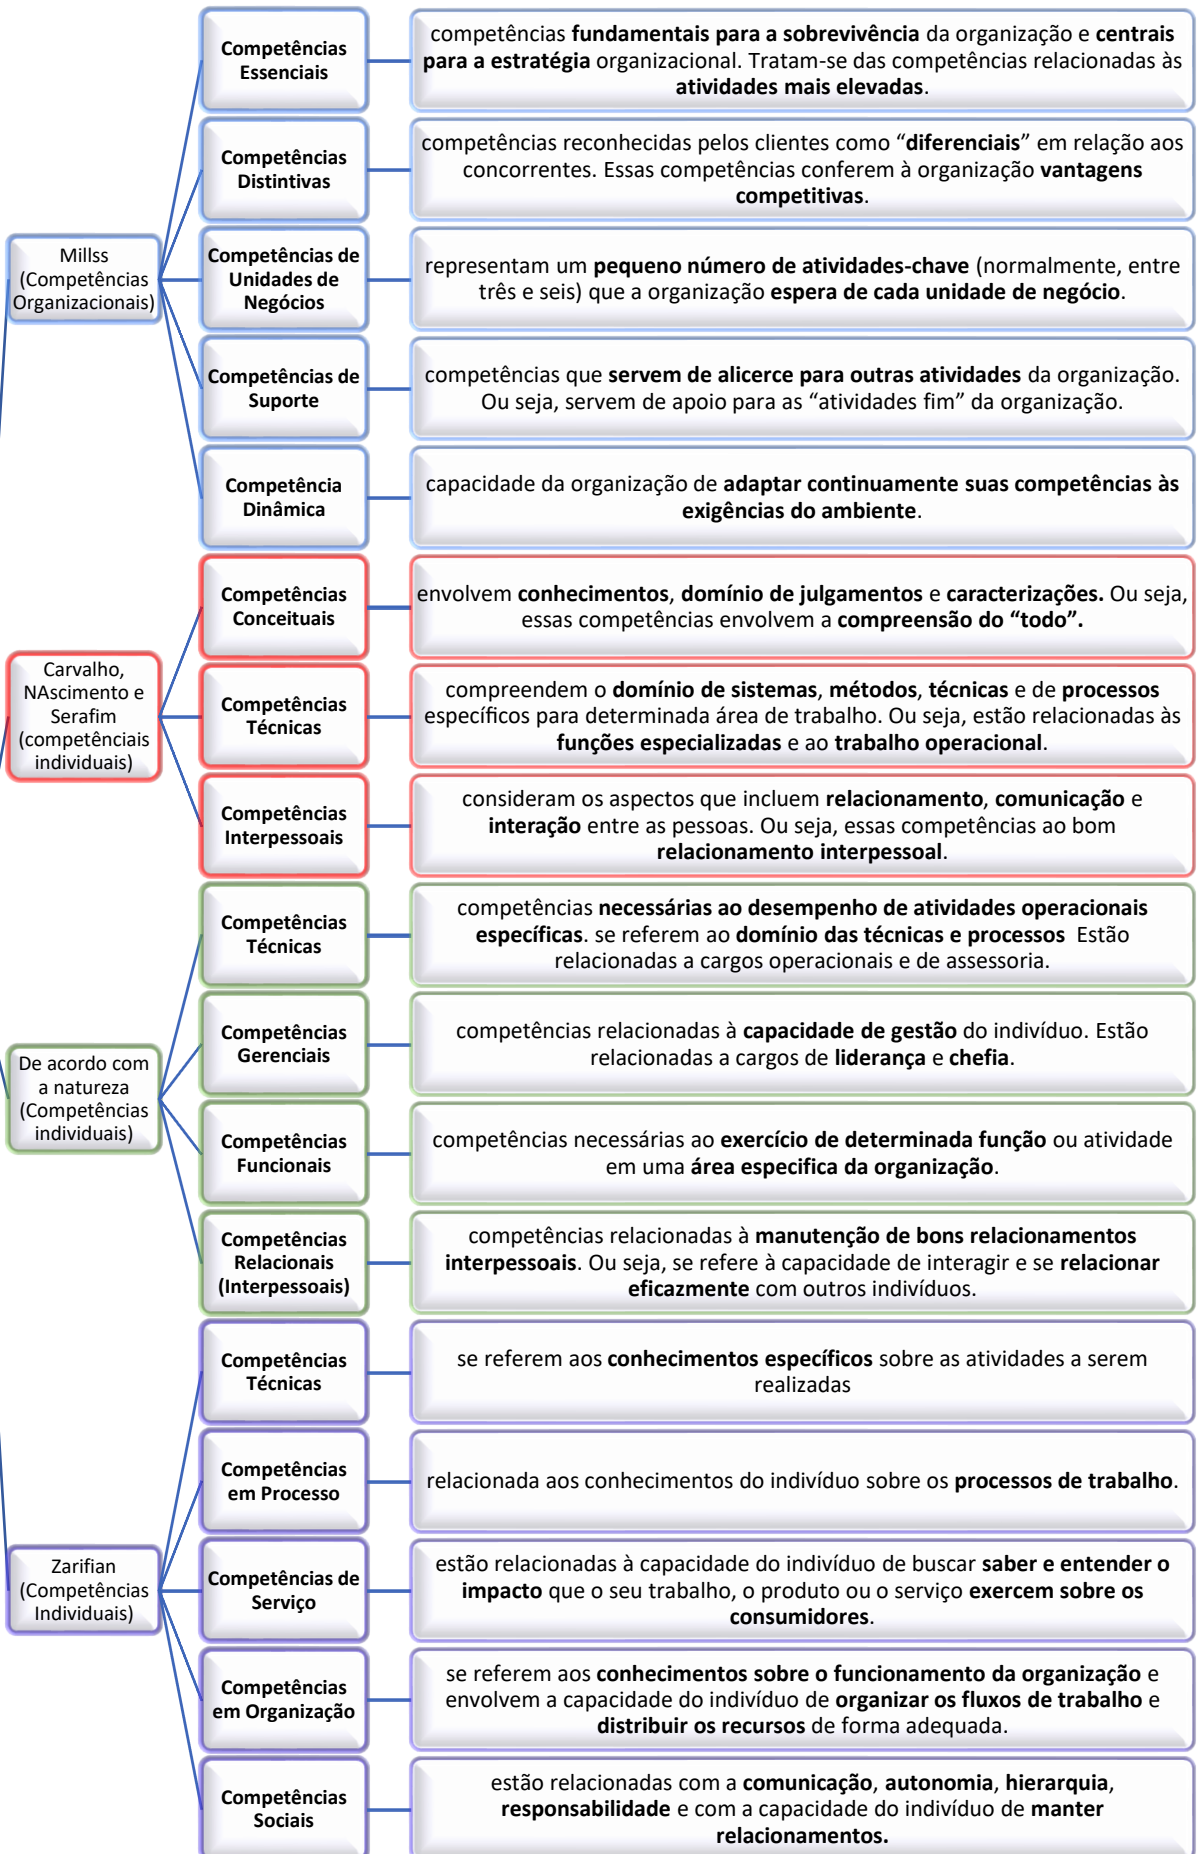 Millss
(Competências
Organizacionais)
Competências
Essenciais
competências fundamentais para a sobrevivência da organização e centrais
para a estratégia organizacional. Tratam-se das competências relacionadas às
atividades mais elevadas.
Competências
Distintivas
competências reconhecidas pelos clientes como “diferenciais” em relação aos
concorrentes. Essas competências conferem à organização vantagens
competitivas.
Competências de
Unidades de
Negócios
representam um pequeno número de atividades-chave (normalmente, entre
três e seis) que a organização espera de cada unidade de negócio.
Competências de
Suporte
competências que servem de alicerce para outras atividades da organização.
Ou seja, servem de apoio para as “atividades fim” da organização.
Competência
Dinâmica
capacidade da organização de adaptar continuamente suas competências às
exigências do ambiente.
Carvalho,
NAscimento e
Serafim
(competênciais
individuais)
Competências
Conceituais
envolvem conhecimentos, domínio de julgamentos e caracterizações. Ou seja,
essas competências envolvem a compreensão do “todo”.
Competências
Técnicas
compreendem o domínio de sistemas, métodos, técnicas e de processos
específicos para determinada área de trabalho. Ou seja, estão relacionadas às
funções especializadas e ao trabalho operacional.
Competências
Interpessoais
consideram os aspectos que incluem relacionamento, comunicação e
interação entre as pessoas. Ou seja, essas competências ao bom
relacionamento interpessoal.
De acordo com
a natureza
(Competências
individuais)
Competências
Técnicas
competências necessárias ao desempenho de atividades operacionais
específicas. se referem ao domínio das técnicas e processos  Estão
relacionadas a cargos operacionais e de assessoria.
Competências
Gerenciais
competências relacionadas à capacidade de gestão do indivíduo. Estão
relacionadas a cargos de liderança e chefia.
Competências
Funcionais
competências necessárias ao exercício de determinada função ou atividade
em uma área especifica da organização.
Competências
Relacionais
(Interpessoais)
competências relacionadas à manutenção de bons relacionamentos
interpessoais. Ou seja, se refere à capacidade de interagir e se relacionar
eficazmente com outros indivíduos.
Zarifian
(Competências
Individuais)
Competências
Técnicas
se referem aos conhecimentos específicos sobre as atividades a serem
realizadas
Competências
em Processo
relacionada aos conhecimentos do indivíduo sobre os processos de trabalho.
Competências de
Serviço
estão relacionadas à capacidade do indivíduo de buscar saber e entender o
impacto que o seu trabalho, o produto ou o serviço exercem sobre os
consumidores.
Competências
em Organização
se referem aos conhecimentos sobre o funcionamento da organização e
envolvem a capacidade do indivíduo de organizar os fluxos de trabalho e
distribuir os recursos de forma adequada.
Competências
Sociais
estão relacionadas com a comunicação, autonomia, hierarquia,
responsabilidade e com a capacidade do indivíduo de manter
relacionamentos.